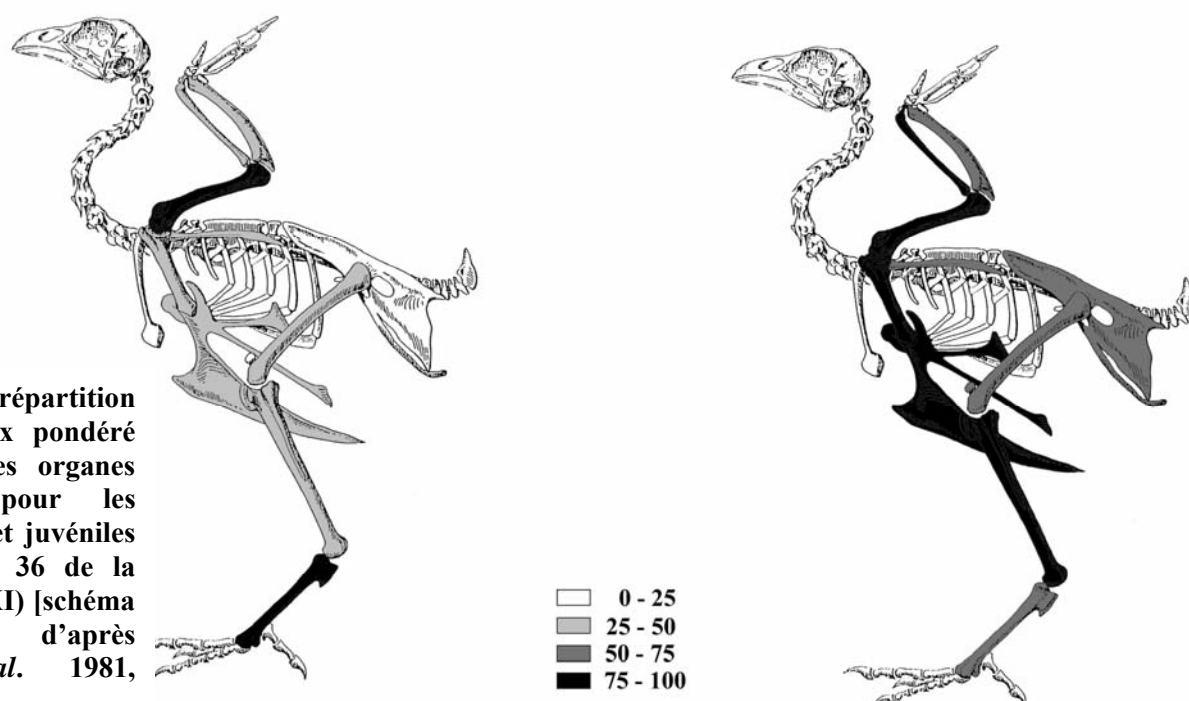 répartition
x pondéré
es organes
pour les
et juvéniles
36 de la
XI) [schéma
d'après
al. 1981,
0 - 25
25 - 50
50 - 75
75 - 100